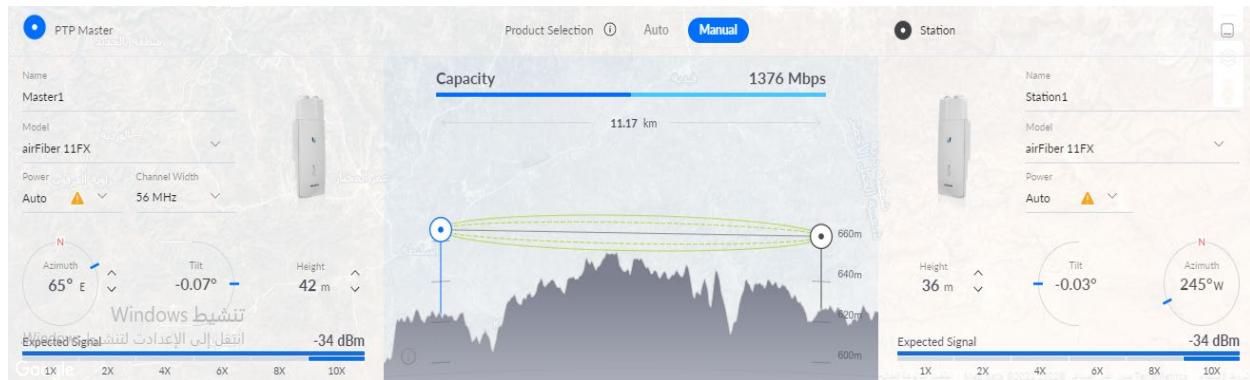 PTP Master
Product Selection
Auto
Manual
Station
Name
Master1
Model
airFiber 11FX
Power
Channel Width
Auto
56 MHz
N
Azimuth
65° E
Tilt
-0.07°
Height
42 m
Expected Signal
-34 dBm
1X 2X 4X 6X 8X 10X
Capacity
1376 Mbps
11.17 km
660m
640m
620m
600m
Name
Station1
Model
airFiber 11FX
Power
Auto
Height
36 m
Tilt
-0.03°
N
Azimuth
245° W
Expected Signal
-34 dBm
1X 2X 4X 6X 8X 10X
تنشيط Windows
انتقل إلى الإعدادات لتنشيط Windows
Google